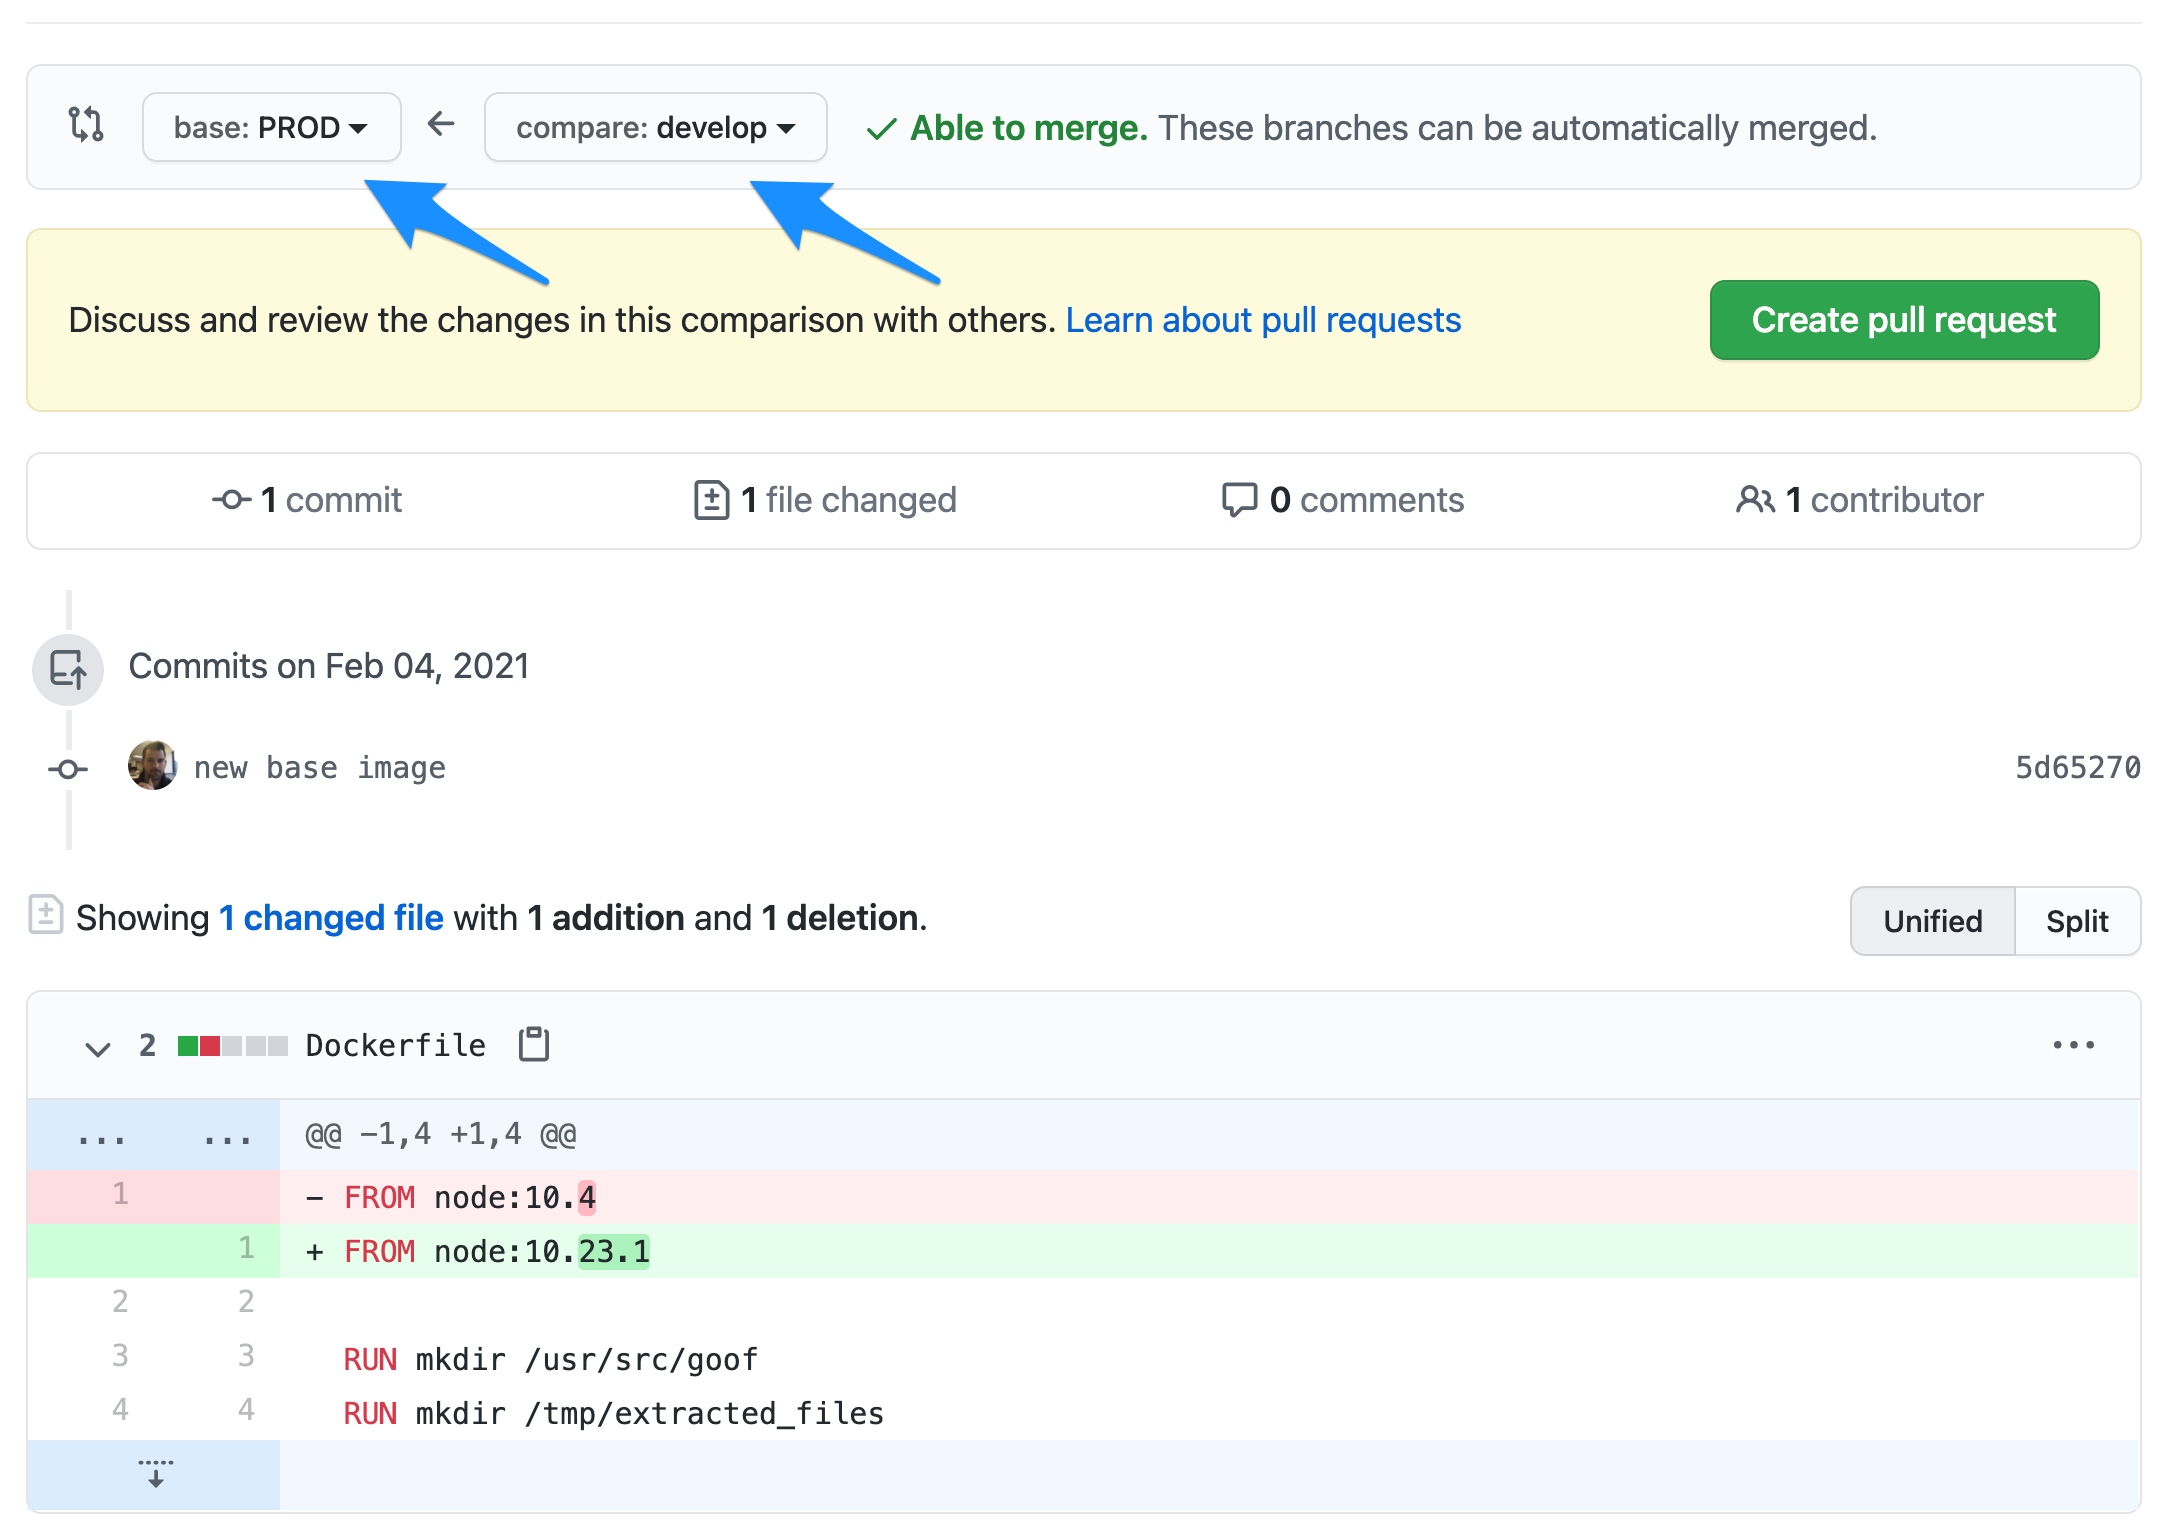 base: PROD ← compare: develop ✓ Able to merge. These branches can be automatically merged.
Discuss and review the changes in this comparison with others. Learn about pull requests Create pull request
1 commit 1 file changed 0 comments 1 contributor
Commits on Feb 04, 2021
new base image 5d65270
Showing 1 changed file with 1 addition and 1 deletion. Unified Split
2 Dockerfile ...
... ... @@ -1,4 +1,4 @@
1 - FROM node:10.4
1 + FROM node:10.23.1
2 2
3 3 RUN mkdir /usr/src/goof
4 4 RUN mkdir /tmp/extracted_files